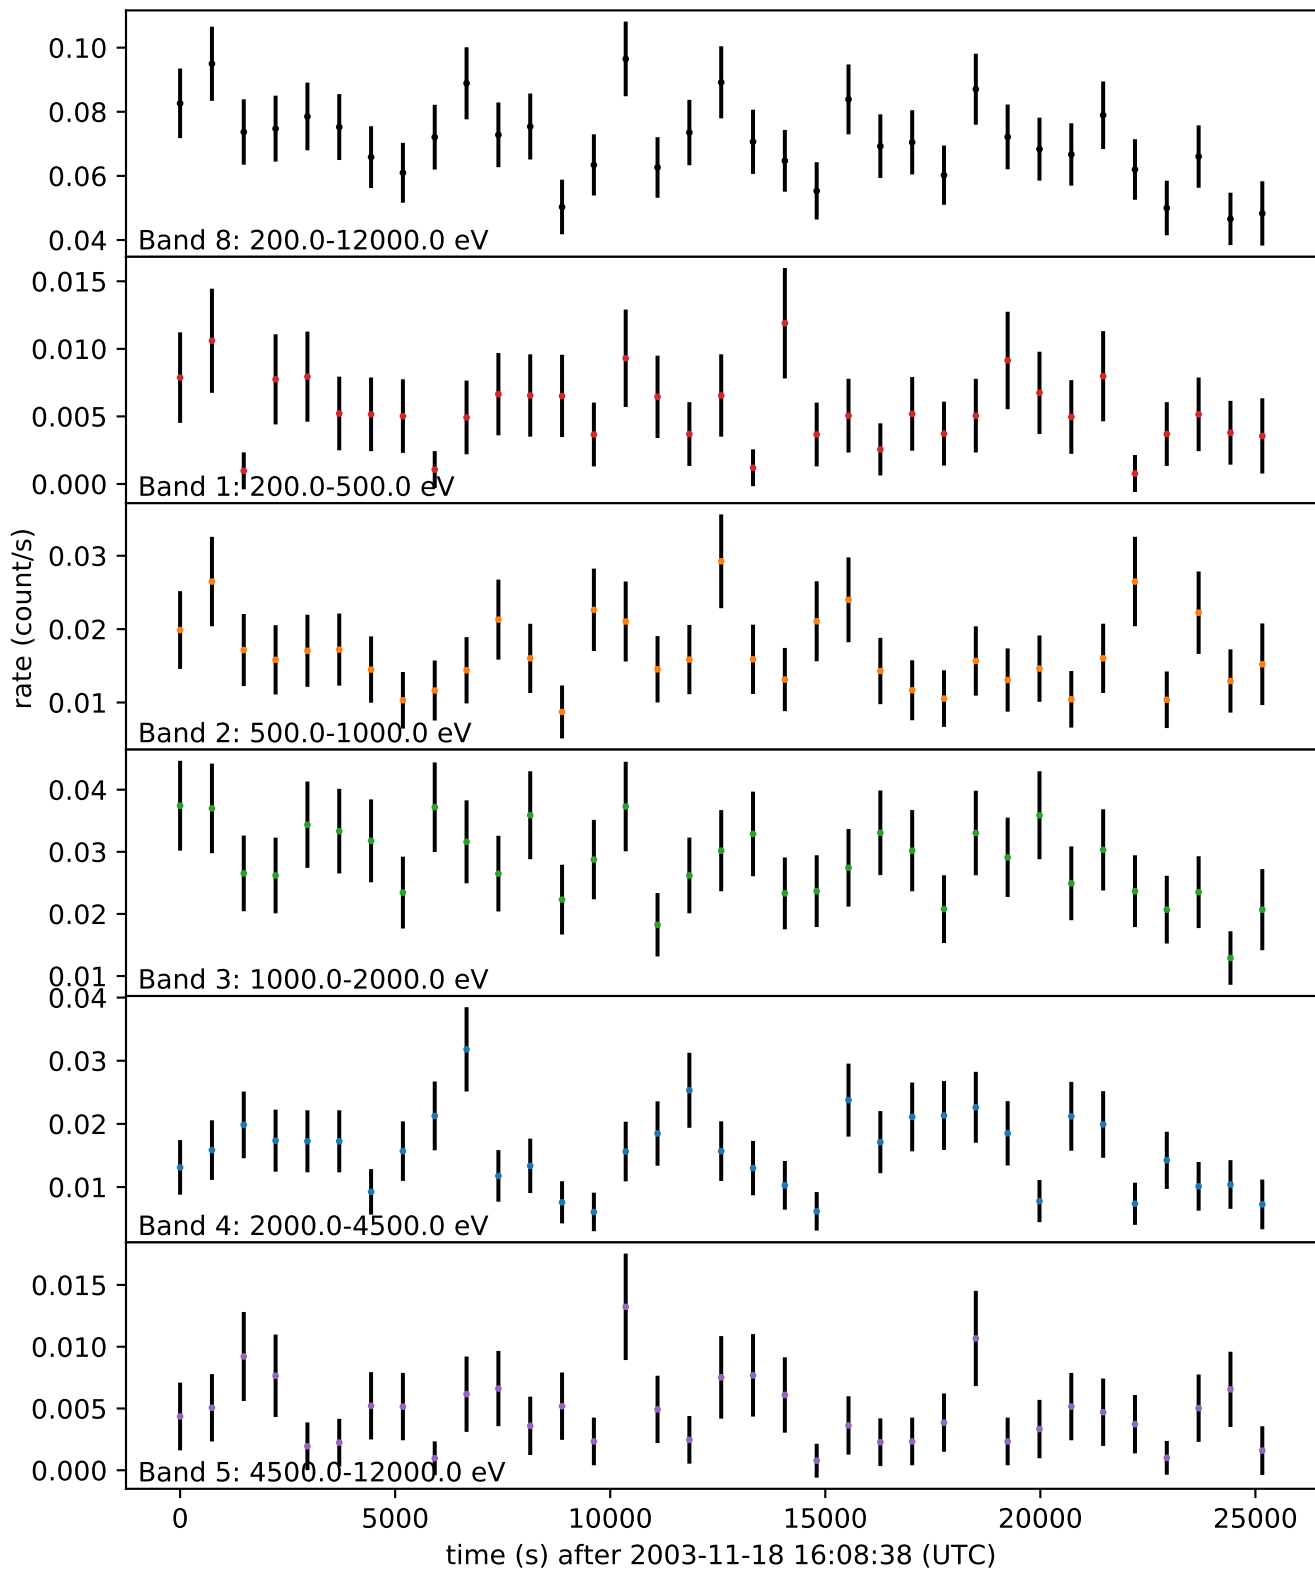 0.10
0.08
0.06
0.04
Band 8: 200.0-12000.0 eV
0.015
0.010
0.005
0.000
Band 1: 200.0-500.0 eV
rate (count/s)
0.03
0.02
0.01
Band 2: 500.0-1000.0 eV
0.04
0.03
0.02
0.01
Band 3: 1000.0-2000.0 eV
0.04
0.03
0.02
0.01
Band 4: 2000.0-4500.0 eV
0.015
0.010
0.005
0.000
Band 5: 4500.0-12000.0 eV
0 5000 10000 15000 20000 25000
time (s) after 2003-11-18 16:08:38 (UTC)